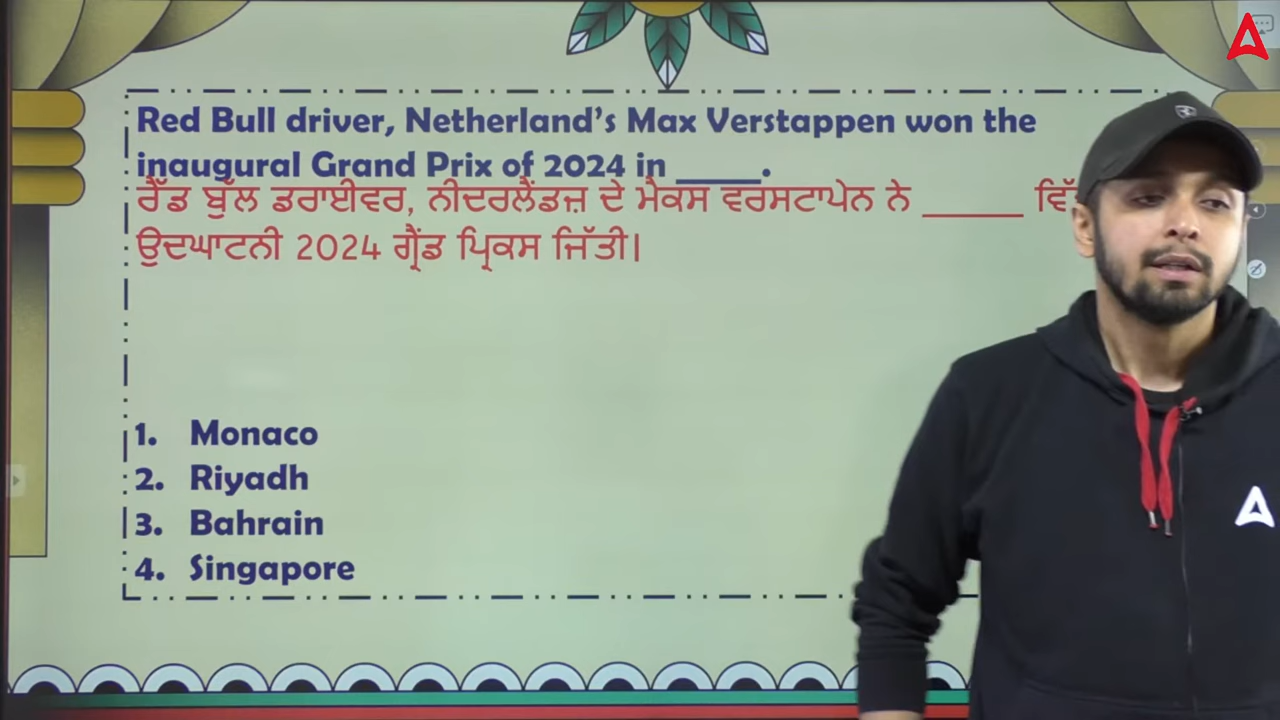 Red Bull driver, Netherland's Max Verstappen won the
inaugural Grand Prix of 2024 in _____.
ਰੈੱਡ ਬੁੱਲ ਡਰਾਈਵਰ, ਨੀਦਰਲੈਂਡਜ਼ ਦੇ ਮੈਕਸ ਵਰਸਟਾਪੇਨ ਨੇ ______
ਉਦਘਾਟਨੀ 2024 ਗ੍ਰੈਂਡ ਪ੍ਰਿਕਸ ਜਿੱਤੀ।
1. Monaco
2. Riyadh
3. Bahrain
4. Singapore